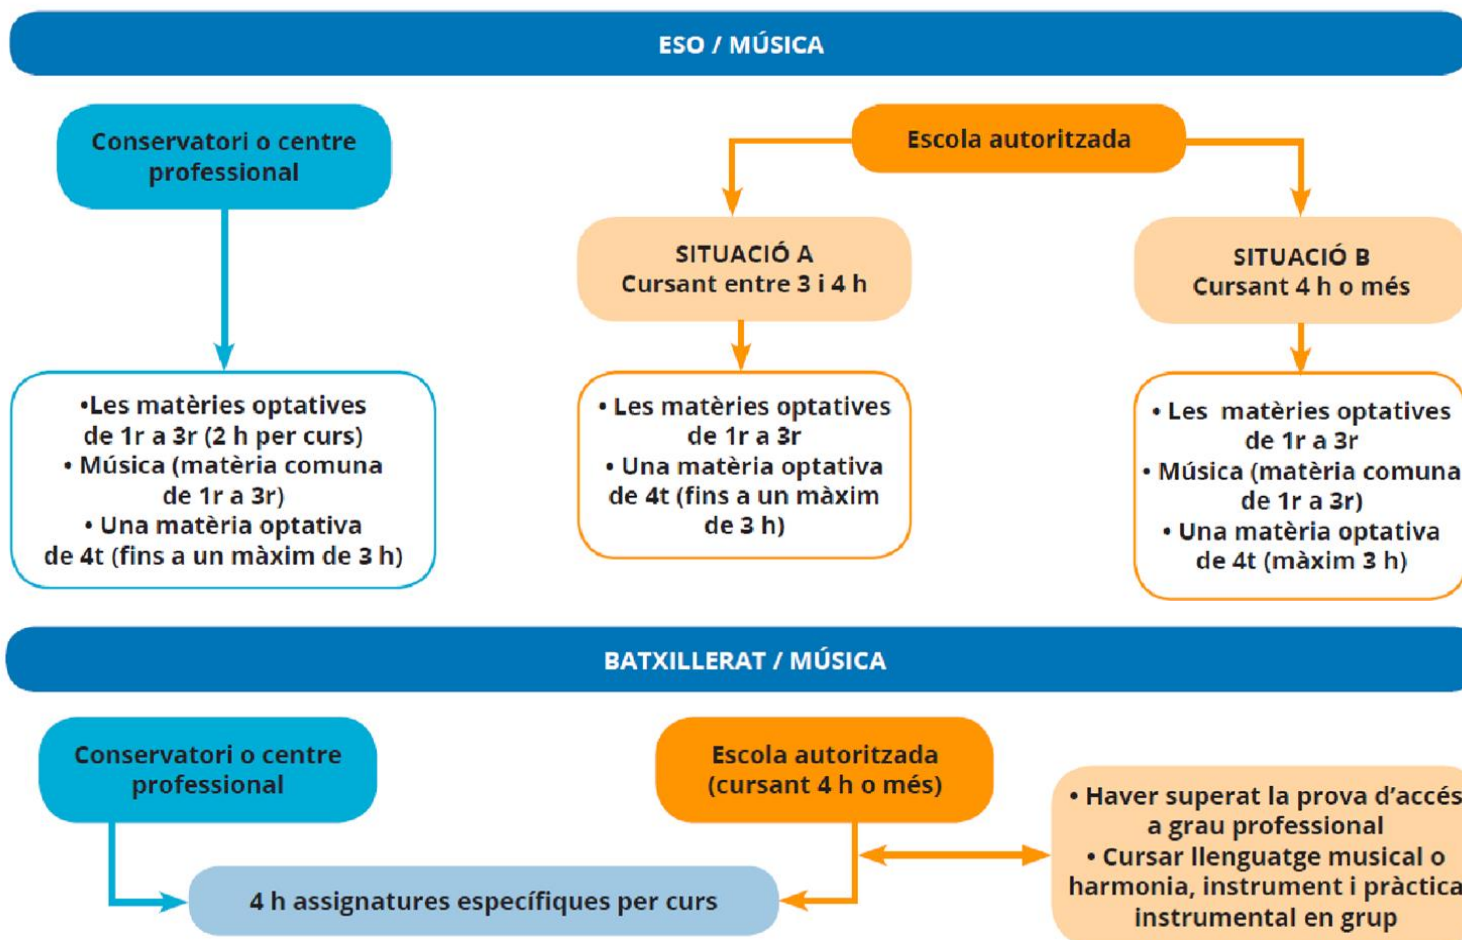 ESO / MÚSICA
Conservatori o centre
professional
Escola autoritzada
SITUACIÓ A
Cursant entre 3 i 4 h
SITUACIÓ B
Cursant 4 h o més
•Les matèries optatives
de 1r a 3r (2 h per curs)
• Música (matèria comuna
de 1r a 3r)
• Una matèria optativa
de 4t (fins a un màxim de 3 h)
• Les matèries optatives
de 1r a 3r
• Una matèria optativa
de 4t (fins a un màxim
de 3 h)
• Les matèries optatives
de 1r a 3r
• Música (matèria comuna
de 1r a 3r)
• Una matèria optativa
de 4t (màxim 3 h)
BATXILLERAT / MÚSICA
Conservatori o centre
professional
Escola autoritzada
(cursant 4 h o més)
• Haver superat la prova d’accés
a grau professional
• Cursar llenguatge musical o
harmonia, instrument i pràctica
instrumental en grup
4 h assignatures específiques per curs